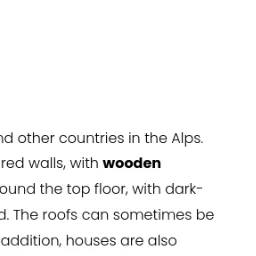 nd other countries in the Alps.
red walls, with wooden
ound the top floor, with dark-
d. The roofs can sometimes be
addition, houses are also